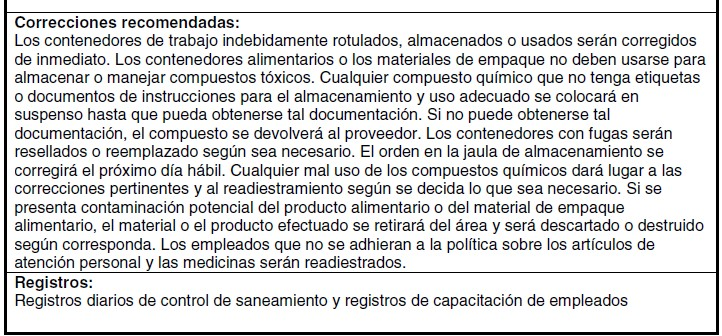 Correcciones recomendadas:
Los contenedores de trabajo indebidamente rotulados, almacenados o usados serán corregidos
de inmediato. Los contenedores alimentarios o los materiales de empaque no deben usarse para
almacenar o manejar compuestos tóxicos. Cualquier compuesto químico que no tenga etiquetas
o documentos de instrucciones para el almacenamiento y uso adecuado se colocará en
suspenso hasta que pueda obtenerse tal documentación. Si no puede obtenerse tal
documentación, el compuesto se devolverá al proveedor. Los contenedores con fugas serán
resellados o reemplazado según sea necesario. El orden en la jaula de almacenamiento se
corregirá el próximo día hábil. Cualquier mal uso de los compuestos químicos dará lugar a las
correcciones pertinentes y al readiestramiento según se decida lo que sea necesario. Si se
presenta contaminación potencial del producto alimentario o del material de empaque
alimentario, el material o el producto efectuado se retirará del área y será descartado o destruido
según corresponda. Los empleados que no se adhieran a la política sobre los artículos de
atención personal y las medicinas serán readiestrados.
Registros:
Registros diarios de control de saneamiento y registros de capacitación de empleados